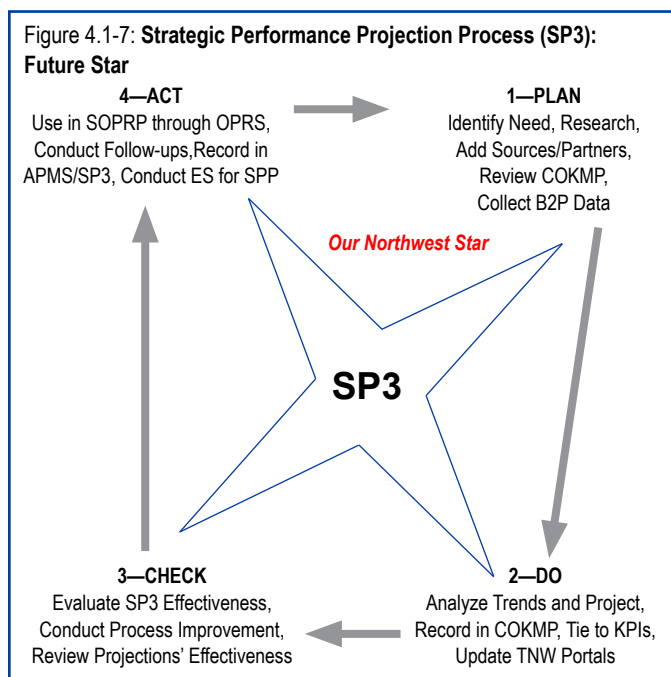 Figure 4.1-7: Strategic Performance Projection Process (SP3):
Future Star
4—ACT
Use in SOPRP through OPRS,
Conduct Follow-ups,Record in
APMS/SP3, Conduct ES for SPP
1—PLAN
Identify Need, Research,
Add Sources/Partners,
Review COKMP,
Collect B2P Data
Our Northwest Star
SP3
3—CHECK
Evaluate SP3 Effectiveness,
Conduct Process Improvement,
Review Projections’ Effectiveness
2—DO
Analyze Trends and Project,
Record in COKMP, Tie to KPIs,
Update TNW Portals